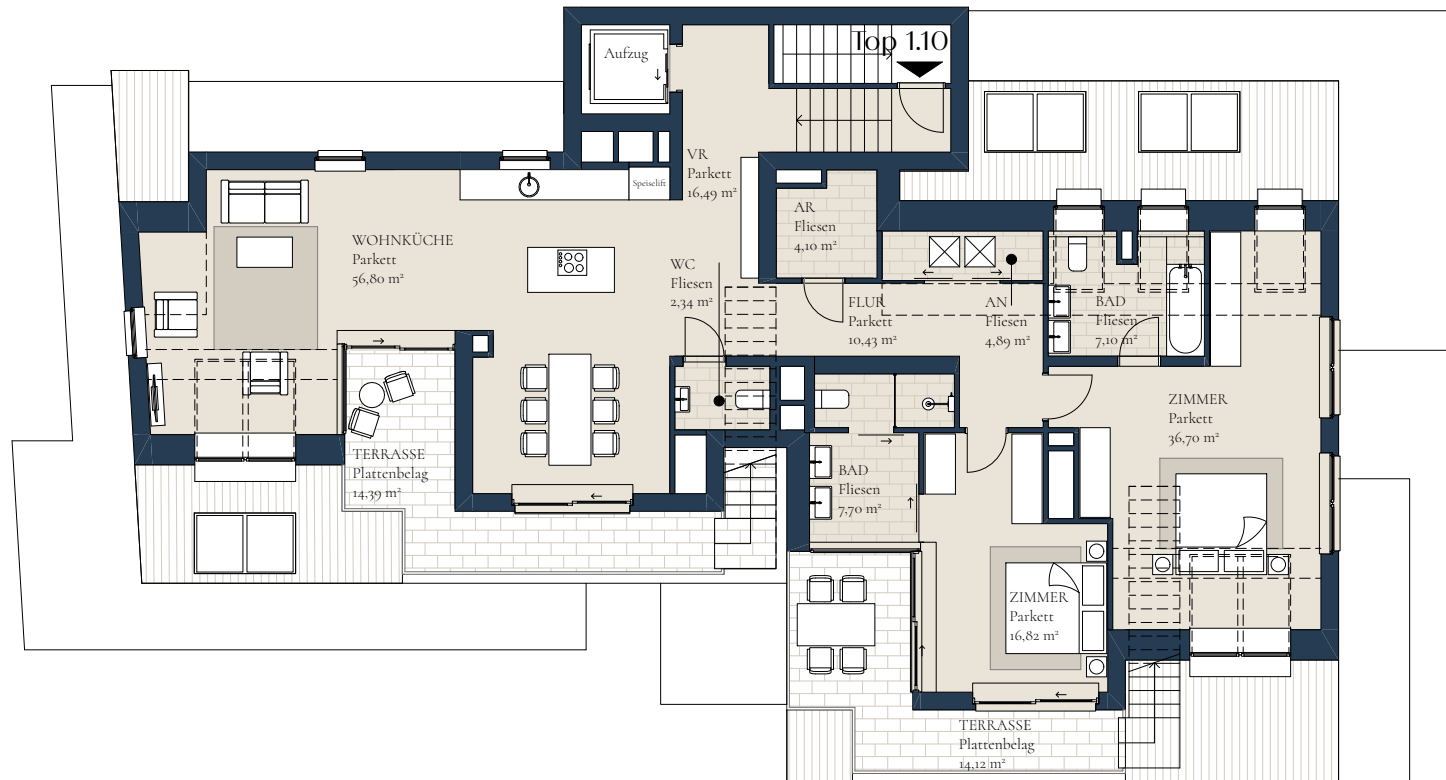 Top 1.10
Aufzug
VR
Parkett
16,49 m²
Speiselift
AR
Fliesen
4,10 m²
WOHNKÜCHE
Parkett
56,80 m²
WC
Fliesen
2,34 m²
FLUR
Parkett
10,43 m²
AN
Fliesen
4,89 m²
BAD
Fliesen
7,10 m²
ZIMMER
Parkett
36,70 m²
TERRASSE
Plattenbelag
14,39 m²
BAD
Fliesen
7,70 m²
ZIMMER
Parkett
16,82 m²
TERRASSE
Plattenbelag
14,12 m²